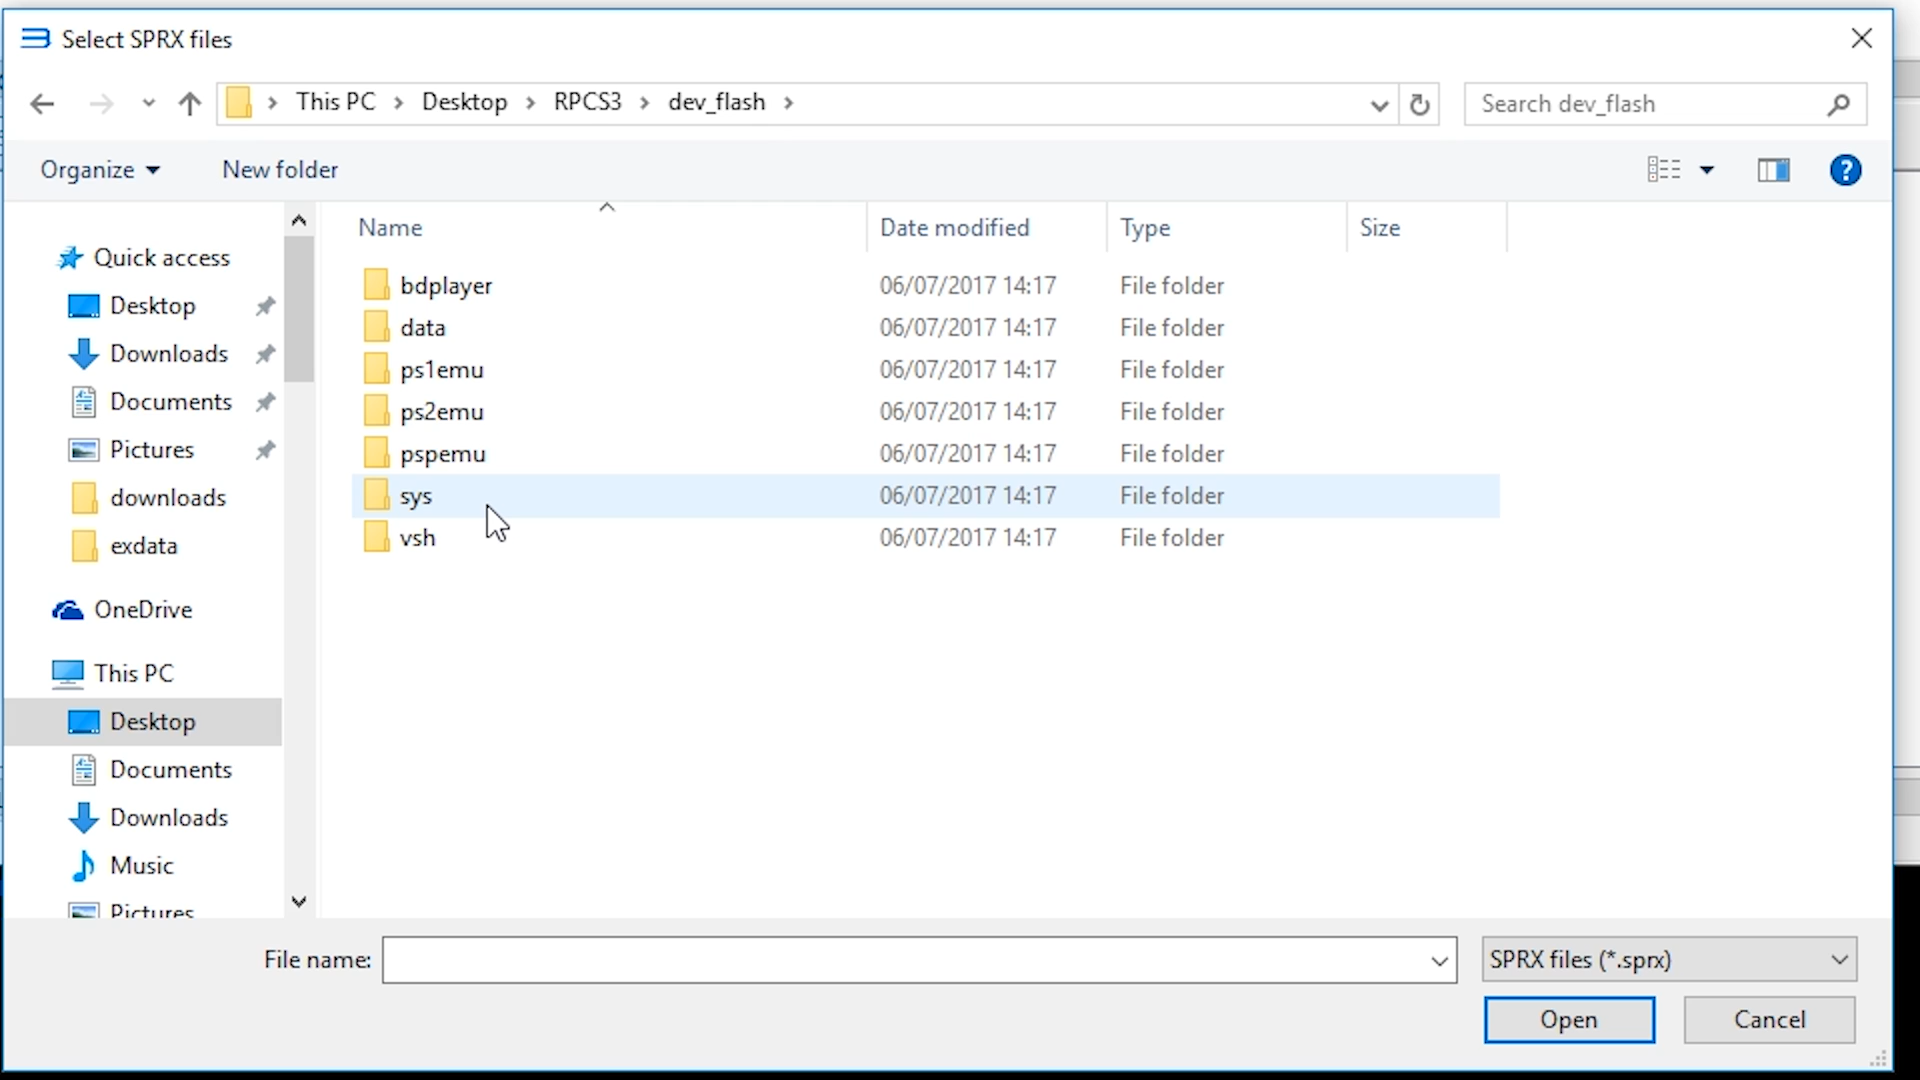 Select SPRX files
This PC > Desktop > RPCS3 > dev_flash >
Search dev_flash
Organize
New folder
?
Name Date modified Type Size
Quick access
Desktop
Downloads
Documents
Pictures
downloads
exdata
OneDrive
This PC
Desktop
Documents
Downloads
Music
Pictures
bdplayer 06/07/2017 14:17 File folder
data 06/07/2017 14:17 File folder
ps1emu 06/07/2017 14:17 File folder
ps2emu 06/07/2017 14:17 File folder
pspemu 06/07/2017 14:17 File folder
sys 06/07/2017 14:17 File folder
vsh 06/07/2017 14:17 File folder
File name:
SPRX files (*.sprx)
Open
Cancel